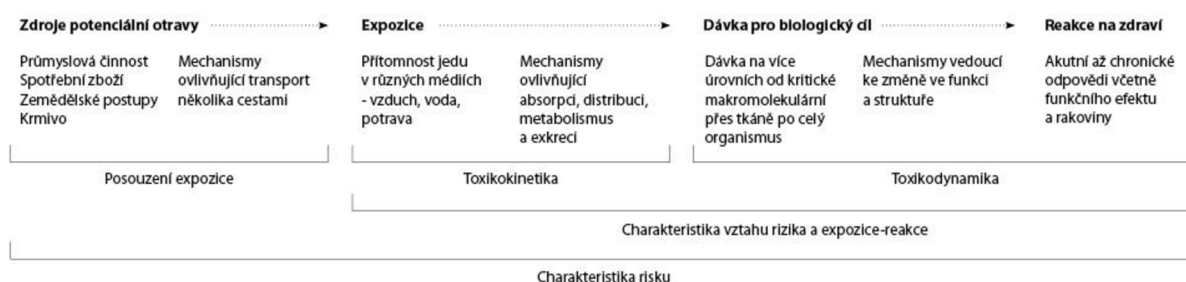 Zdroje potenciální otravy
Průmyslová činnost
Spotřební zboží
Zemědělské postupy
Krmivo
Mechanismy
ovlivňující transport
několika cestami
Expozice
Přítomnost jedu
v různých médiích
- vzduch, voda,
potrava
Mechanismy
ovlivňující
absorpci, distribuci,
metabolismus
a exkreci
Dávka pro biologický cíl
Dávka na více
úrovních od kritické
makromolekulární
přes tkáně po celý
organismus
Mechanismy vedoucí
ke změně ve funkci
a struktuře
Reakce na zdraví
Akutní až chronické
odpovědi včetně
funkčního efektu
a rakoviny
Posouzení expozice
Toxikokinetika
Toxikodynamika
Charakteristika vztahu rizika a expozice-reakce
Charakteristika risku